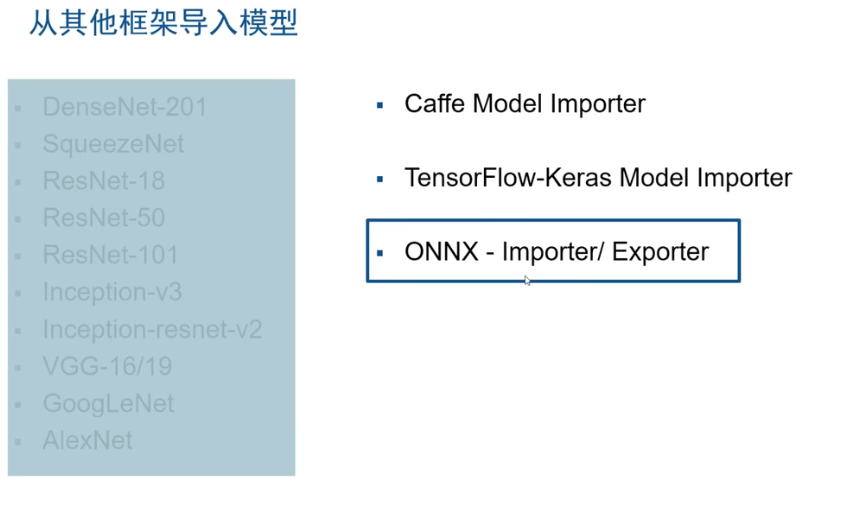 从其他框架导入模型
DenseNet-201
SqueezeNet
ResNet-18
ResNet-50
ResNet-101
Inception-v3
Inception-resnet-v2
VGG-16/19
GoogLeNet
AlexNet
Caffe Model Importer
TensorFlow-Keras Model Importer
ONNX - Importer/ Exporter